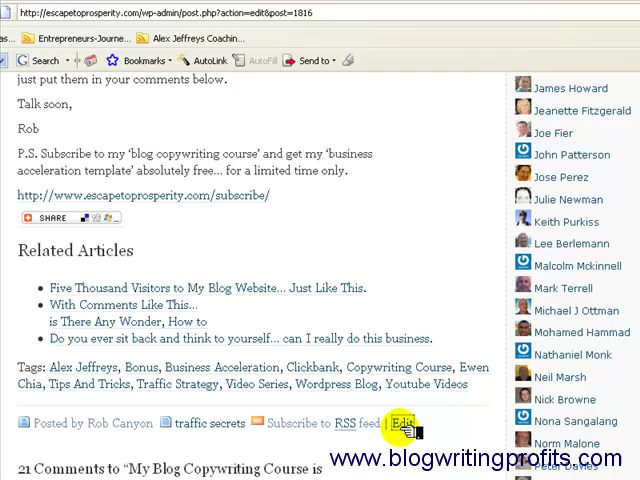 http://escapetoprosperity.com/wp-admin/post.php?action=edit&post=1816
as...
Entrepreneurs-Journe...
Alex Jeffreys Coachin...
Search
Bookmarks
AutoLink
AutoFill
Send to
just put them in your comments below.
Talk soon,
Rob
P.S. Subscribe to my ‘blog copywriting course’ and get my ‘business
acceleration template’ absolutely free… for a limited time only.
http://www.escapetoprosperity.com/subscribe/
SHARE
Related Articles
Five Thousand Visitors to My Blog Website… Just Like This.
With Comments Like This…
is There Any Wonder, How to
Do you ever sit back and think to yourself… can I really do this business.
Tags: Alex Jeffreys, Bonus, Business Acceleration, Clickbank, Copywriting Course, Ewen
Chia, Tips And Tricks, Traffic Strategy, Video Series, Wordpress Blog, Youtube Videos
Posted by Rob Canyon
traffic secrets
Subscribe to RSS feed | Edit
21 Comments to “My Blog Copywriting Course is
James Howard
Jeanette Fitzgerald
Joe Fier
John Patterson
Jose Perez
Julie Newman
Keith Purkiss
Lee Berlemann
Malcolm Mckinnell
Mark Terrell
Michael J Ottman
Mohamed Hammad
Nathaniel Monk
Neil Marsh
Nick Browne
Nona Sangalang
Norm Malone
Peter Davies
www.blogwritingprofits.com